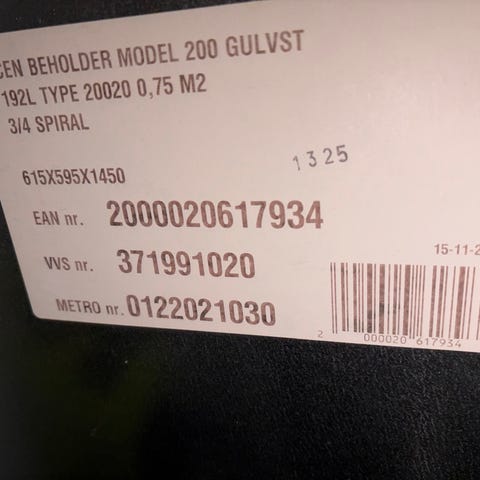 CEN BEHOLDER MODEL 200 GULVST
192L TYPE 20020 0,75 M2
3/4 SPIRAL
1325
615X595X1450
EAN nr. 2000020617934
15-11-2
VVS nr. 371991020
METRO nr. 0122021030
2 000020 617934